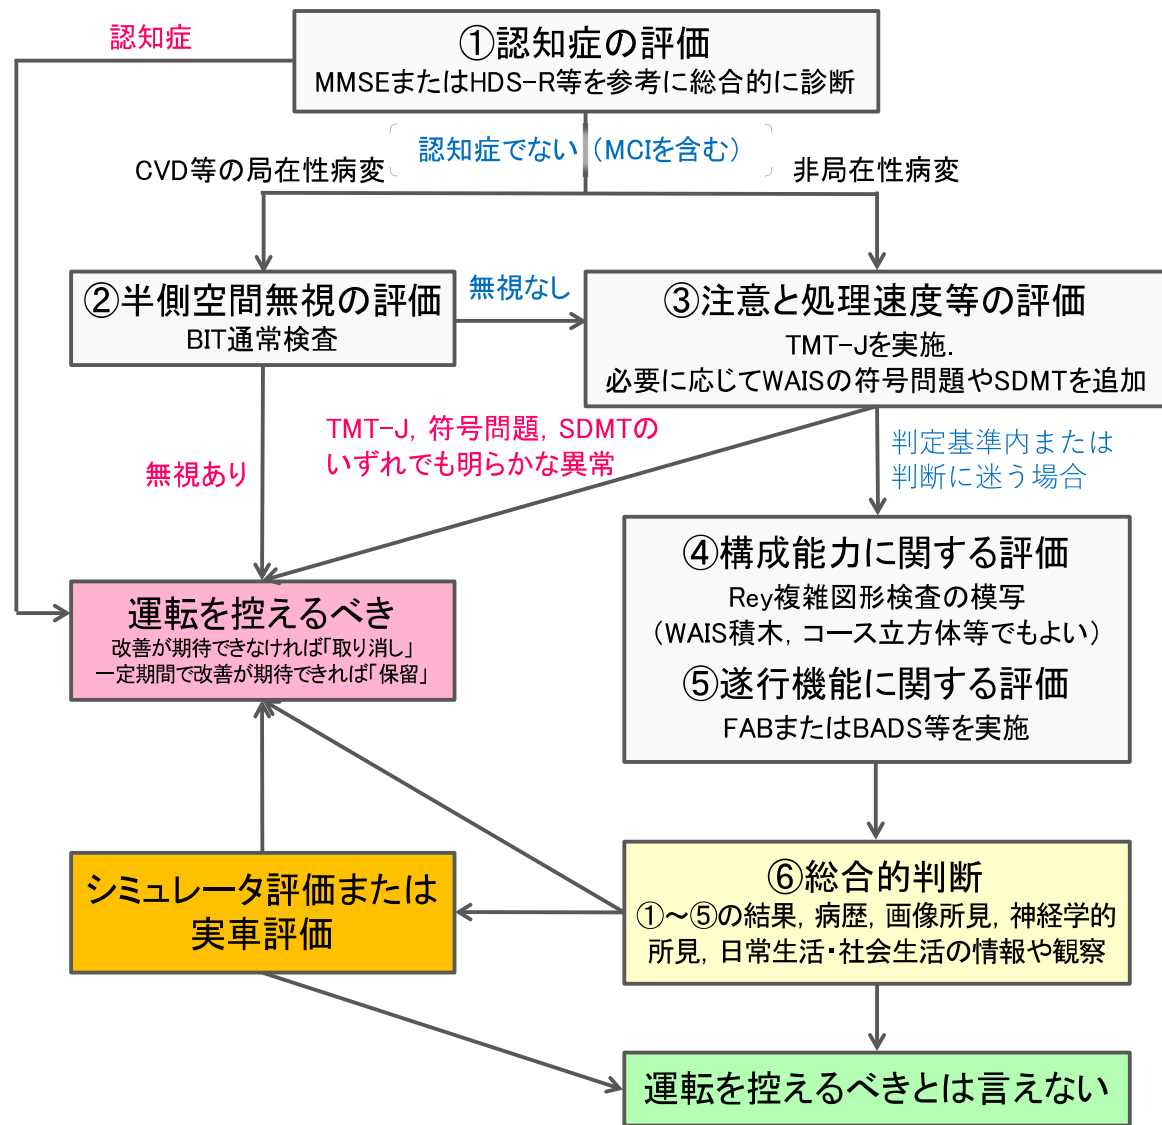 認知症
①認知症の評価
MMSEまたはHDS-R等を参考に総合的に診断
認知症でない（MCIを含む）
CVD等の局在性病変
非局在性病変
②半側空間無視の評価
BIT通常検査
無視なし
③注意と処理速度等の評価
TMT-Jを実施.
必要に応じてWAISの符号問題やSDMTを追加
TMT-J, 符号問題, SDMTの
いずれでも明らかな異常
無視あり
判定基準内または
判断に迷う場合
④構成能力に関する評価
Rey複雑図形検査の模写
（WAIS積木, コース立方体等でもよい）
⑤遂行機能に関する評価
FABまたはBADS等を実施
運転を控えるべき
改善が期待できなければ「取り消し」
一定期間で改善が期待できれば「保留」
シミュレータ評価または
実車評価
⑥総合的判断
①～⑤の結果, 病歴, 画像所見, 神経学的
所見, 日常生活・社会生活の情報や観察
運転を控えるべきとは言えない